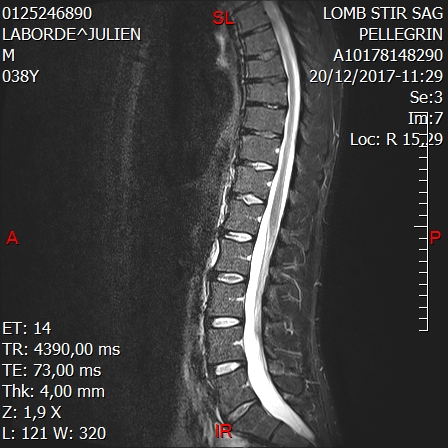 0125246890
LABORDE^JULIEN
M
038Y
SL
LOMB STIR SAG
PELLEGRIN
A10178148290
20/12/2017-11:29
Se:3
Im:7
Loc: R 15,29
A
P
ET: 14
TR: 4390,00 ms
TE: 73,00 ms
Thk: 4,00 mm
Z: 1,9 X
L: 121 W: 320
IR